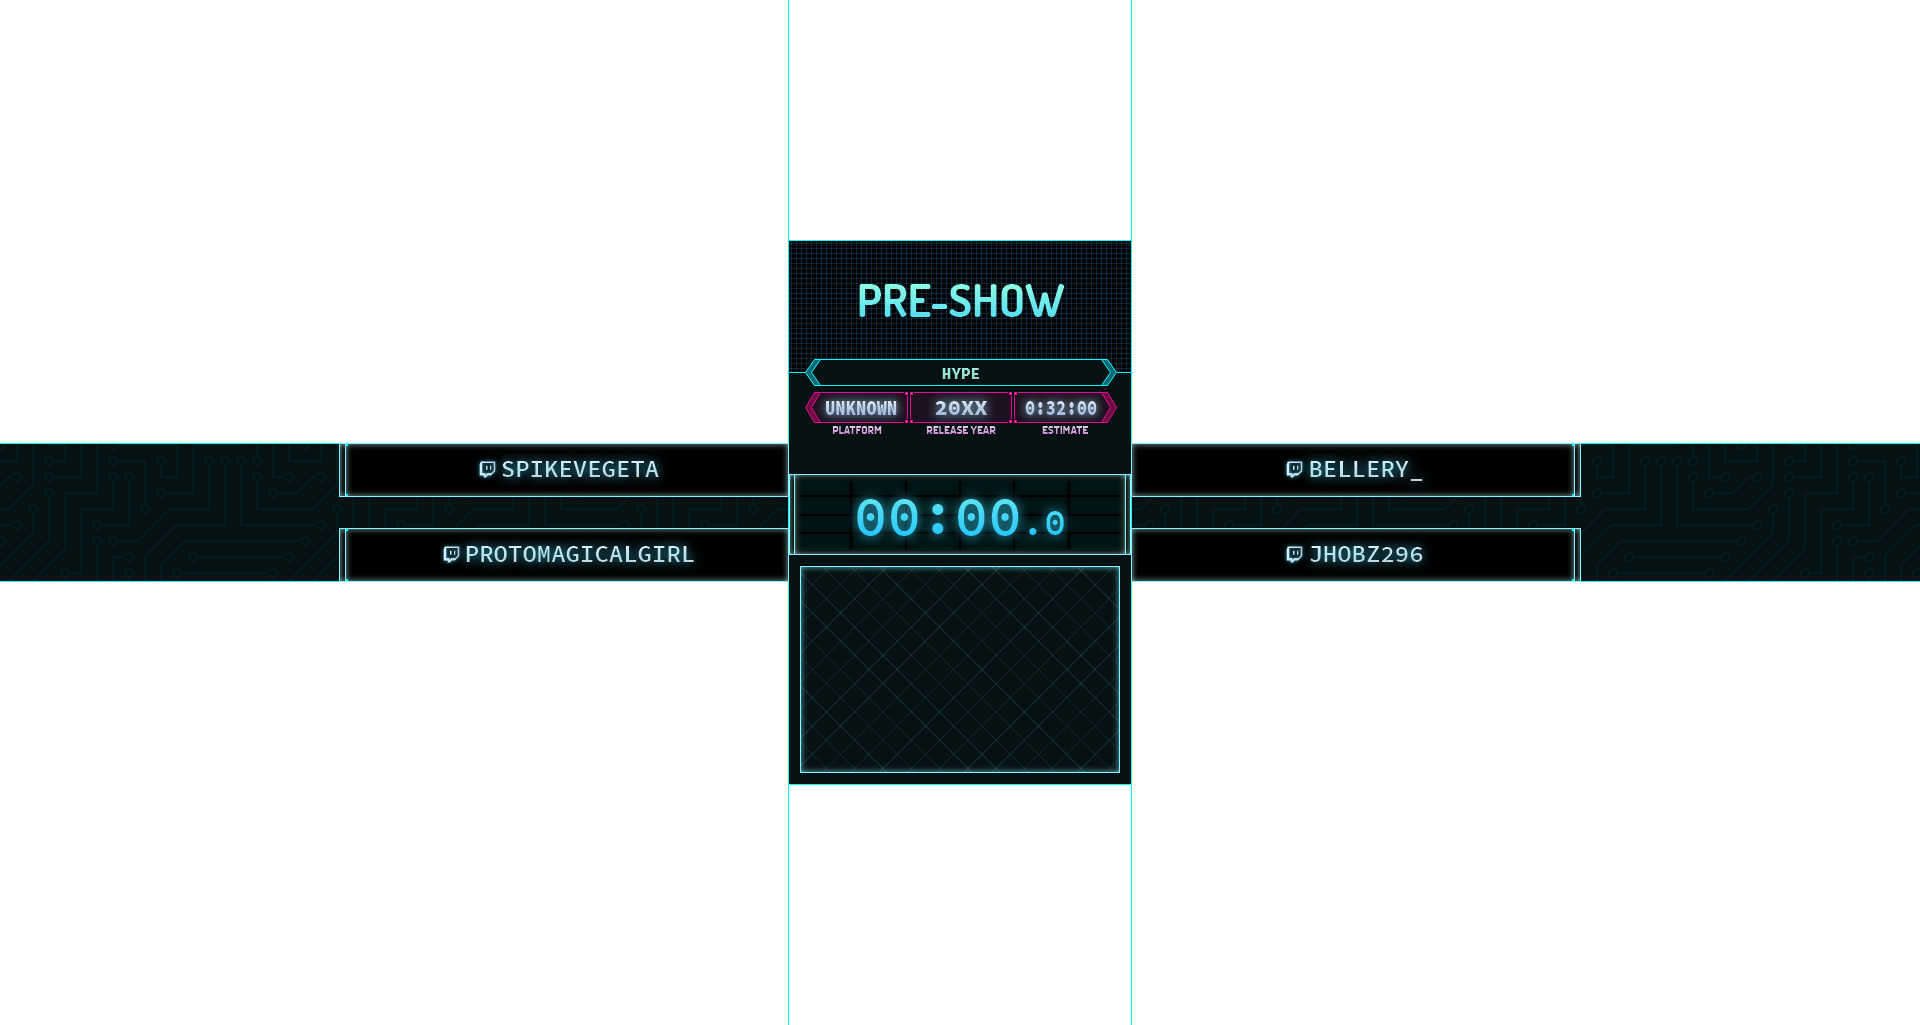 PRE-SHOW
HYPE
UNKNOWN 20XX 0:32:00
PLATFORM RELEASE YEAR ESTIMATE
SPIKEVEGETA
BELLERY_
00:00.0
PROTOMAGICALGIRL
JHOBZ296